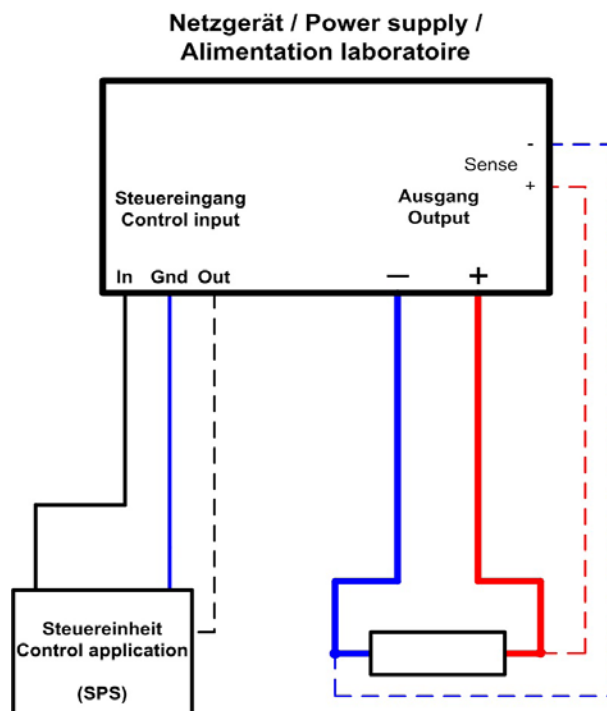 Netzgerät / Power supply /
Alimentation laboratoire
-
Sense
+
Steuereingang
Control input
Ausgang
Output
In Gnd Out
— +
Steuereinheit
Control application
(SPS)